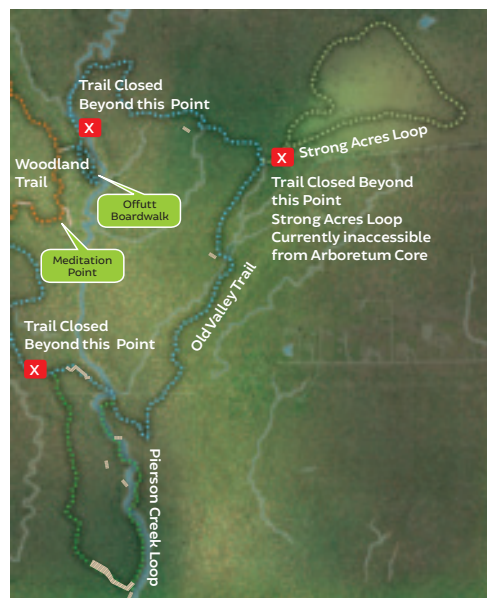 Trail Closed
Beyond this Point
X
Strong Acres Loop
X
Woodland
Trail
Trail Closed Beyond
this Point
Strong Acres Loop
Currently inaccessible
from Arboretum Core
Offutt
Boardwalk
Meditation
Point
Old Valley Trail
Trail Closed
Beyond this Point
X
Pierson Creek Loop